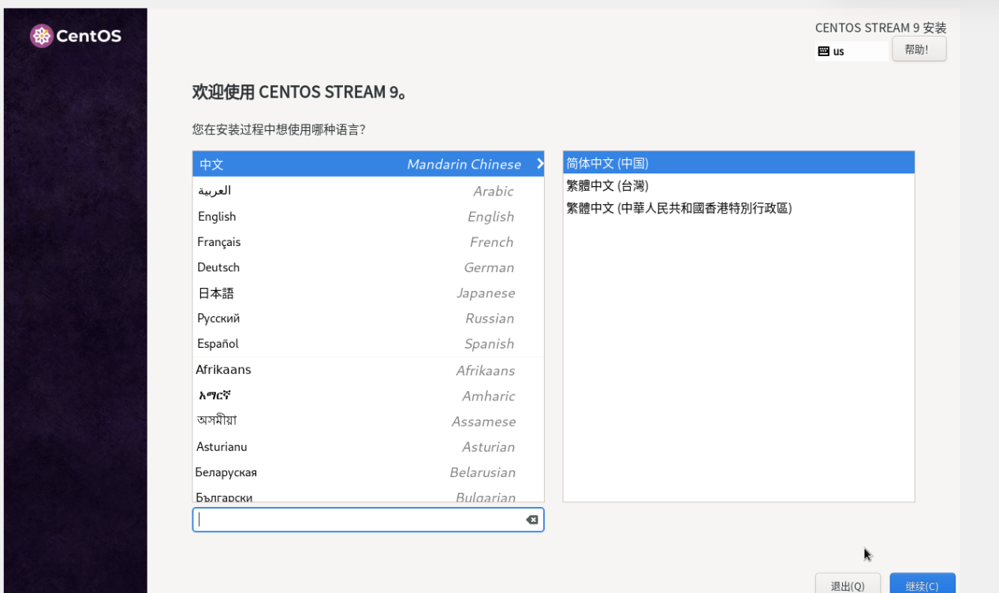 CentOS
CENTOS STREAM 9 安装
us
帮助!
欢迎使用 CENTOS STREAM 9。
您在安装过程中想使用哪种语言?
中文 Mandarin Chinese
العربية Arabic
English English
Français French
Deutsch German
日本語 Japanese
Русский Russian
Español Spanish
Afrikaans Afrikaans
አማርኛ Amharic
অসমীয়া Assamese
Asturianu Asturian
Беларуская Belarusian
Български Bulgarian
简体中文 (中国)
繁體中文 (台灣)
繁體中文 (中華人民共和國香港特別行政區)
退出(Q)
继续(C)